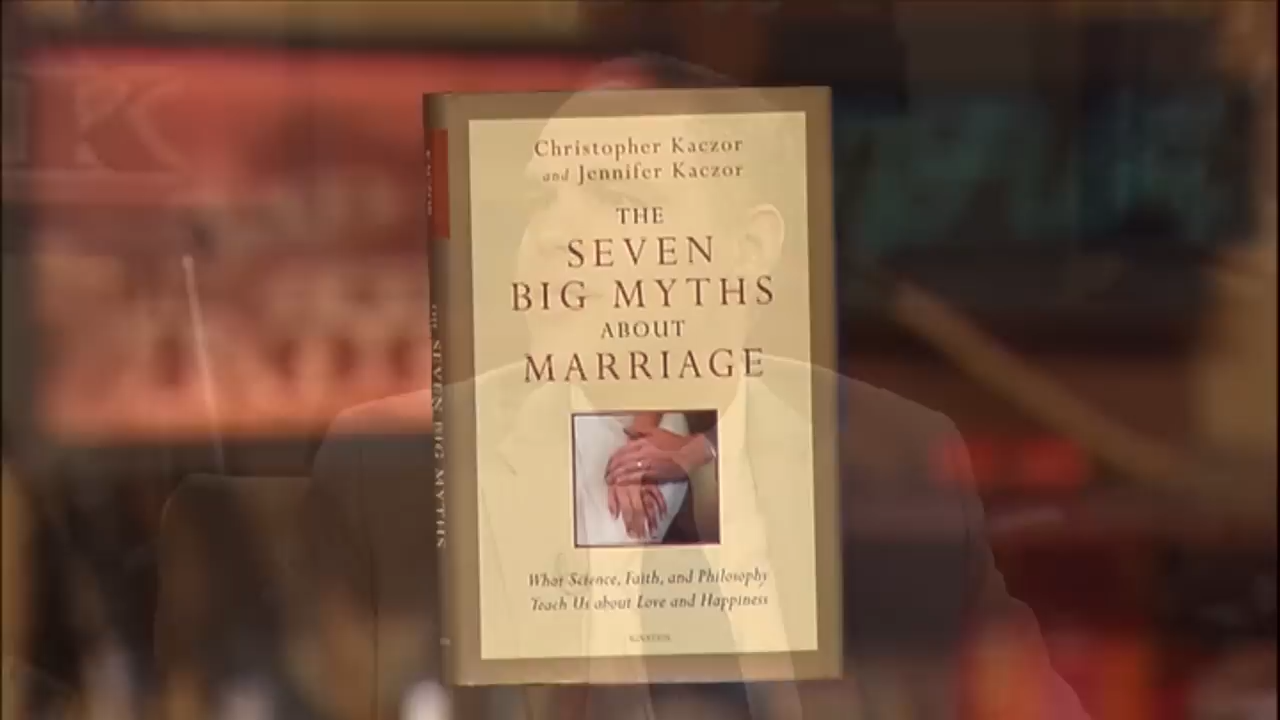 Christopher Kaczor
and Jennifer Kaczor
THE
SEVEN
BIG MYTHS
ABOUT
MARRIAGE
What Science, Faith, and Philosophy
Teach Us about Love and Happiness
IGNATIUS
SEVEN BIG MYTHS
K